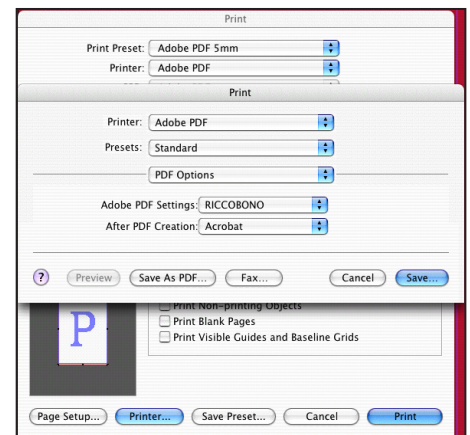 Print
Print Preset: Adobe PDF 5mm
Printer: Adobe PDF
Print
Printer: Adobe PDF
Presets: Standard
PDF Options
Adobe PDF Settings: RICCOBONO
After PDF Creation: Acrobat
? Preview Save As PDF... Fax... Cancel Save...
Print Non-printing Objects
P Print Blank Pages
Print Visible Guides and Baseline Grids
Page Setup... Printer... Save Preset... Cancel Print